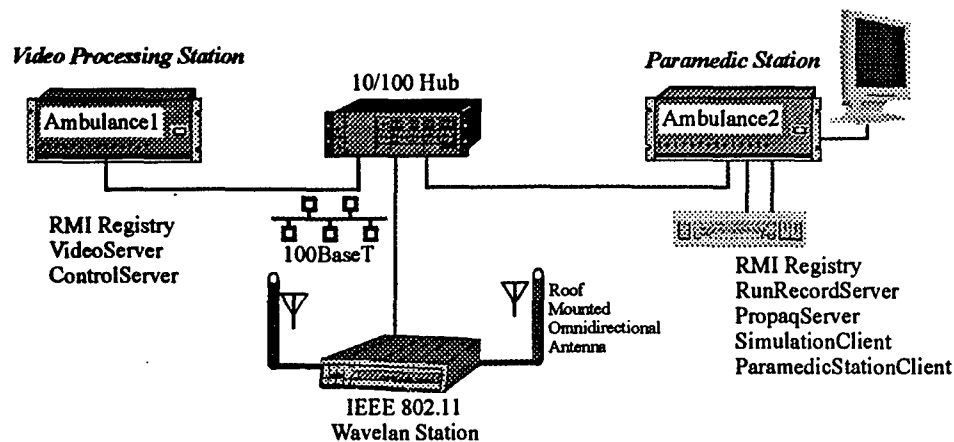 Video Processing Station
Ambulance1
RMI Registry
VideoServer
ControlServer
10/100 Hub
100BaseT
Paramedic Station
Ambulance2
RMI Registry
RunRecordServer
PropaqServer
SimulationClient
ParamedicStationClient
Roof
Mounted
Omnidirectional
Antenna
IEEE 802.11
Wavelan Station